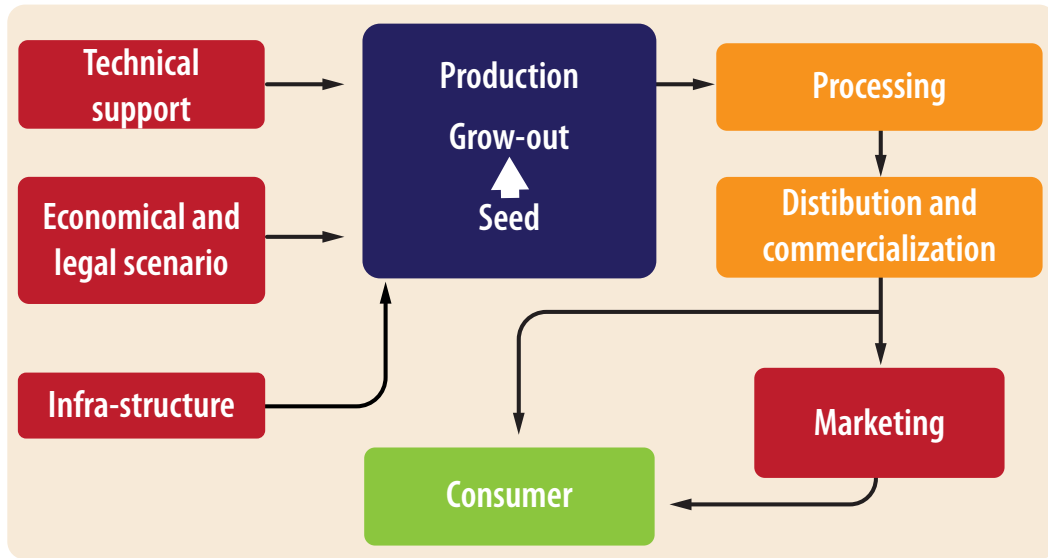 Technical
support
Economical and
legal scenario
Infra-structure
Production
Grow-out
Seed
Processing
Distibution and
commercialization
Marketing
Consumer